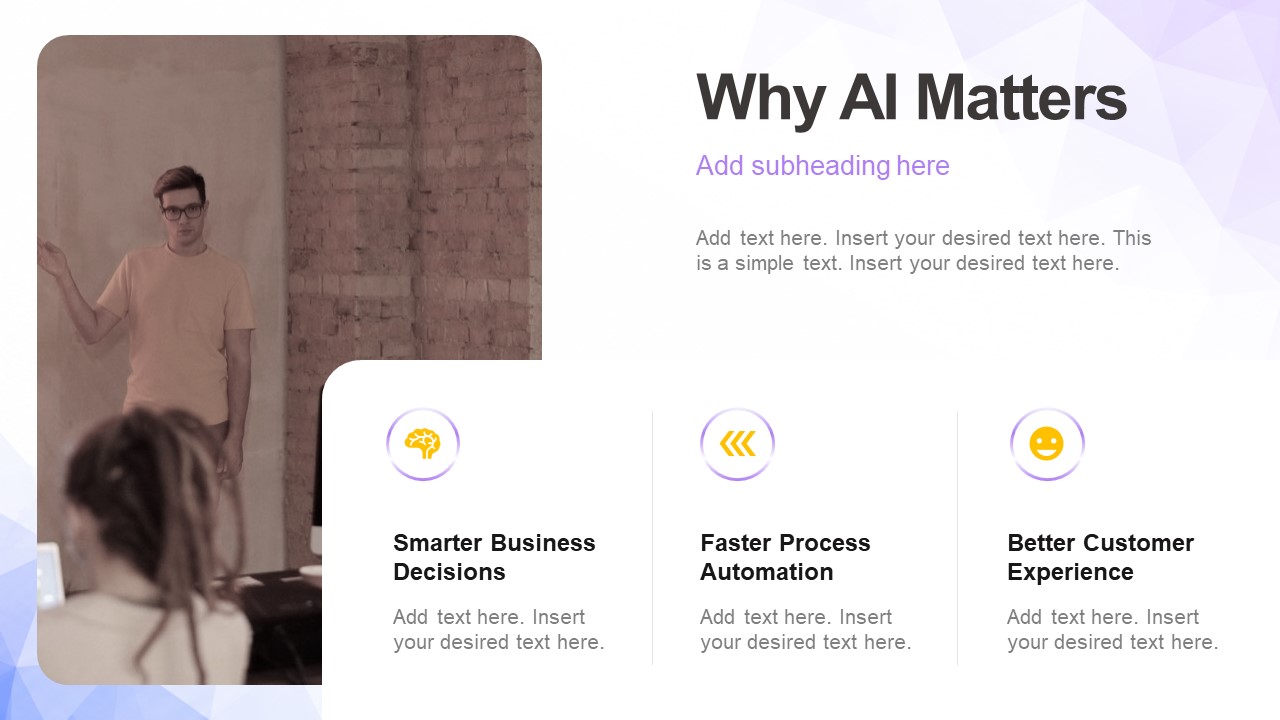 Why AI Matters
Add subheading here
Add text here. Insert your desired text here. This
is a simple text. Insert your desired text here.
Smarter Business
Decisions
Add text here. Insert
your desired text here.
Faster Process
Automation
Add text here. Insert
your desired text here.
Better Customer
Experience
Add text here. Insert
your desired text here.